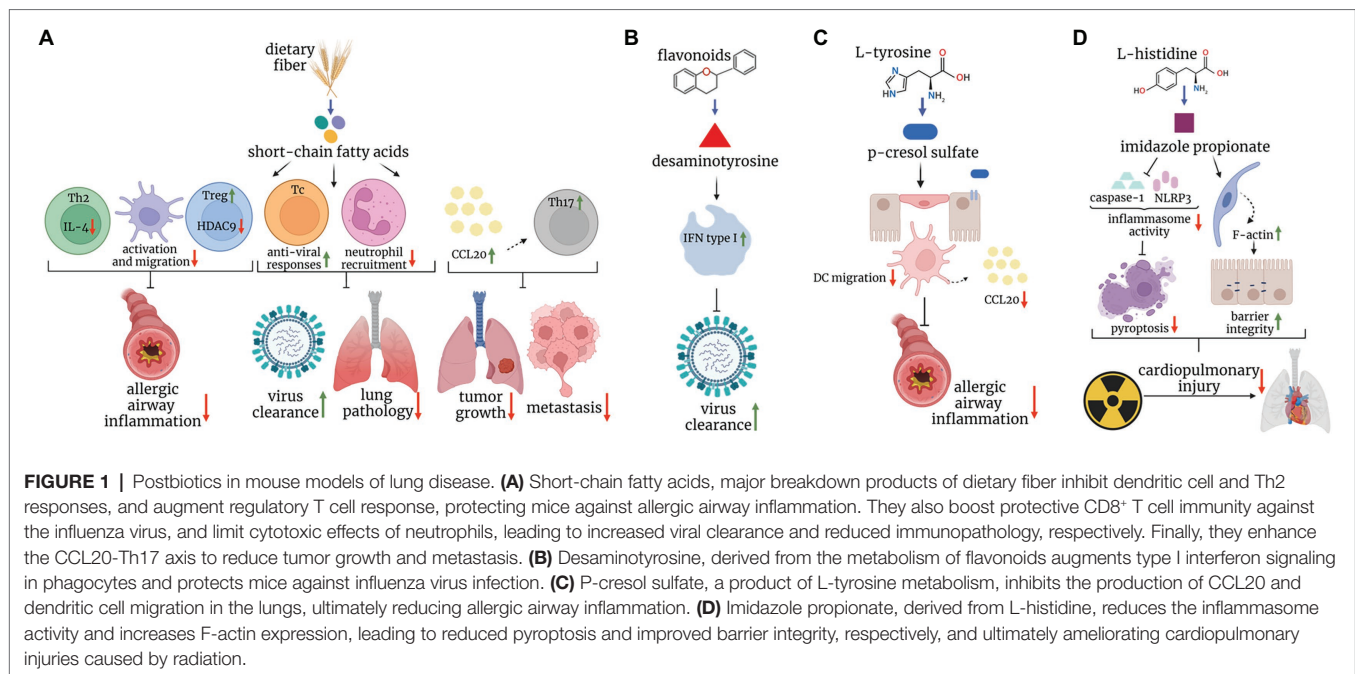 A
dietary
fiber
short-chain fatty acids
Th2
IL-4
activation
and migration
Treg
HDAC9
Tc
anti-viral
responses
neutrophil
recruitment
CCL20
Th17
allergic
airway
inflammation
virus
clearance
lung
pathology
tumor
growth
metastasis
B
flavonoids
O
desaminotyrosine
IFN type I
virus
clearance
C
L-tyrosine
N
HN
O
OH
NH₂
p-cresol sulfate
DC migration
CCL20
allergic
airway
inflammation
D
L-histidine
HO
O
OH
NH₂
imidazole propionate
caspase-1
NLRP3
inflammasome
activity
F-actin
pyroptosis
barrier
integrity
cardiopulmonary
injury
FIGURE 1 | Postbiotics in mouse models of lung disease. (A) Short-chain fatty acids, major breakdown products of dietary fiber inhibit dendritic cell and Th2
responses, and augment regulatory T cell response, protecting mice against allergic airway inflammation. They also boost protective CD8⁺ T cell immunity against
the influenza virus, and limit cytotoxic effects of neutrophils, leading to increased viral clearance and reduced immunopathology, respectively. Finally, they enhance
the CCL20-Th17 axis to reduce tumor growth and metastasis. (B) Desaminotyrosine, derived from the metabolism of flavonoids augments type I interferon signaling
in phagocytes and protects mice against influenza virus infection. (C) P-cresol sulfate, a product of L-tyrosine metabolism, inhibits the production of CCL20 and
dendritic cell migration in the lungs, ultimately reducing allergic airway inflammation. (D) Imidazole propionate, derived from L-histidine, reduces the inflammasome
activity and increases F-actin expression, leading to reduced pyroptosis and improved barrier integrity, respectively, and ultimately ameliorating cardiopulmonary
injuries caused by radiation.